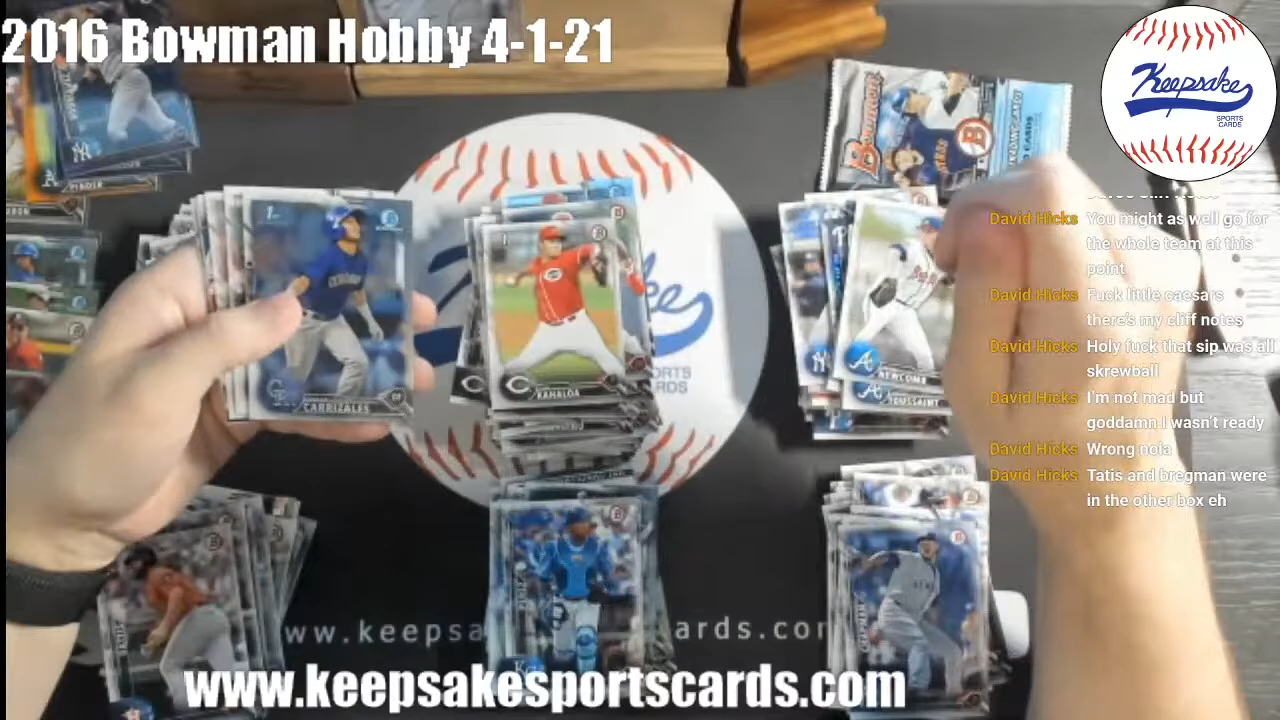 2016 Bowman Hobby 4-1-21
Keepsake
SPORTS
CARDS
Bowman
B
1st
CARRIZALES
KAHALOA
NEWCOMB
TOUSSAINT
David Hicks You might as well go for
the whole team at this
point
David Hicks Fuck little caesars
there's my cliff notes
David Hicks Holy fuck that sip was all
skrewball
David Hicks I'm not mad but
goddamn I wasn't ready
David Hicks Wrong nola
David Hicks Tatis and bregman were
in the other box eh
www.keepsakesportscards.com